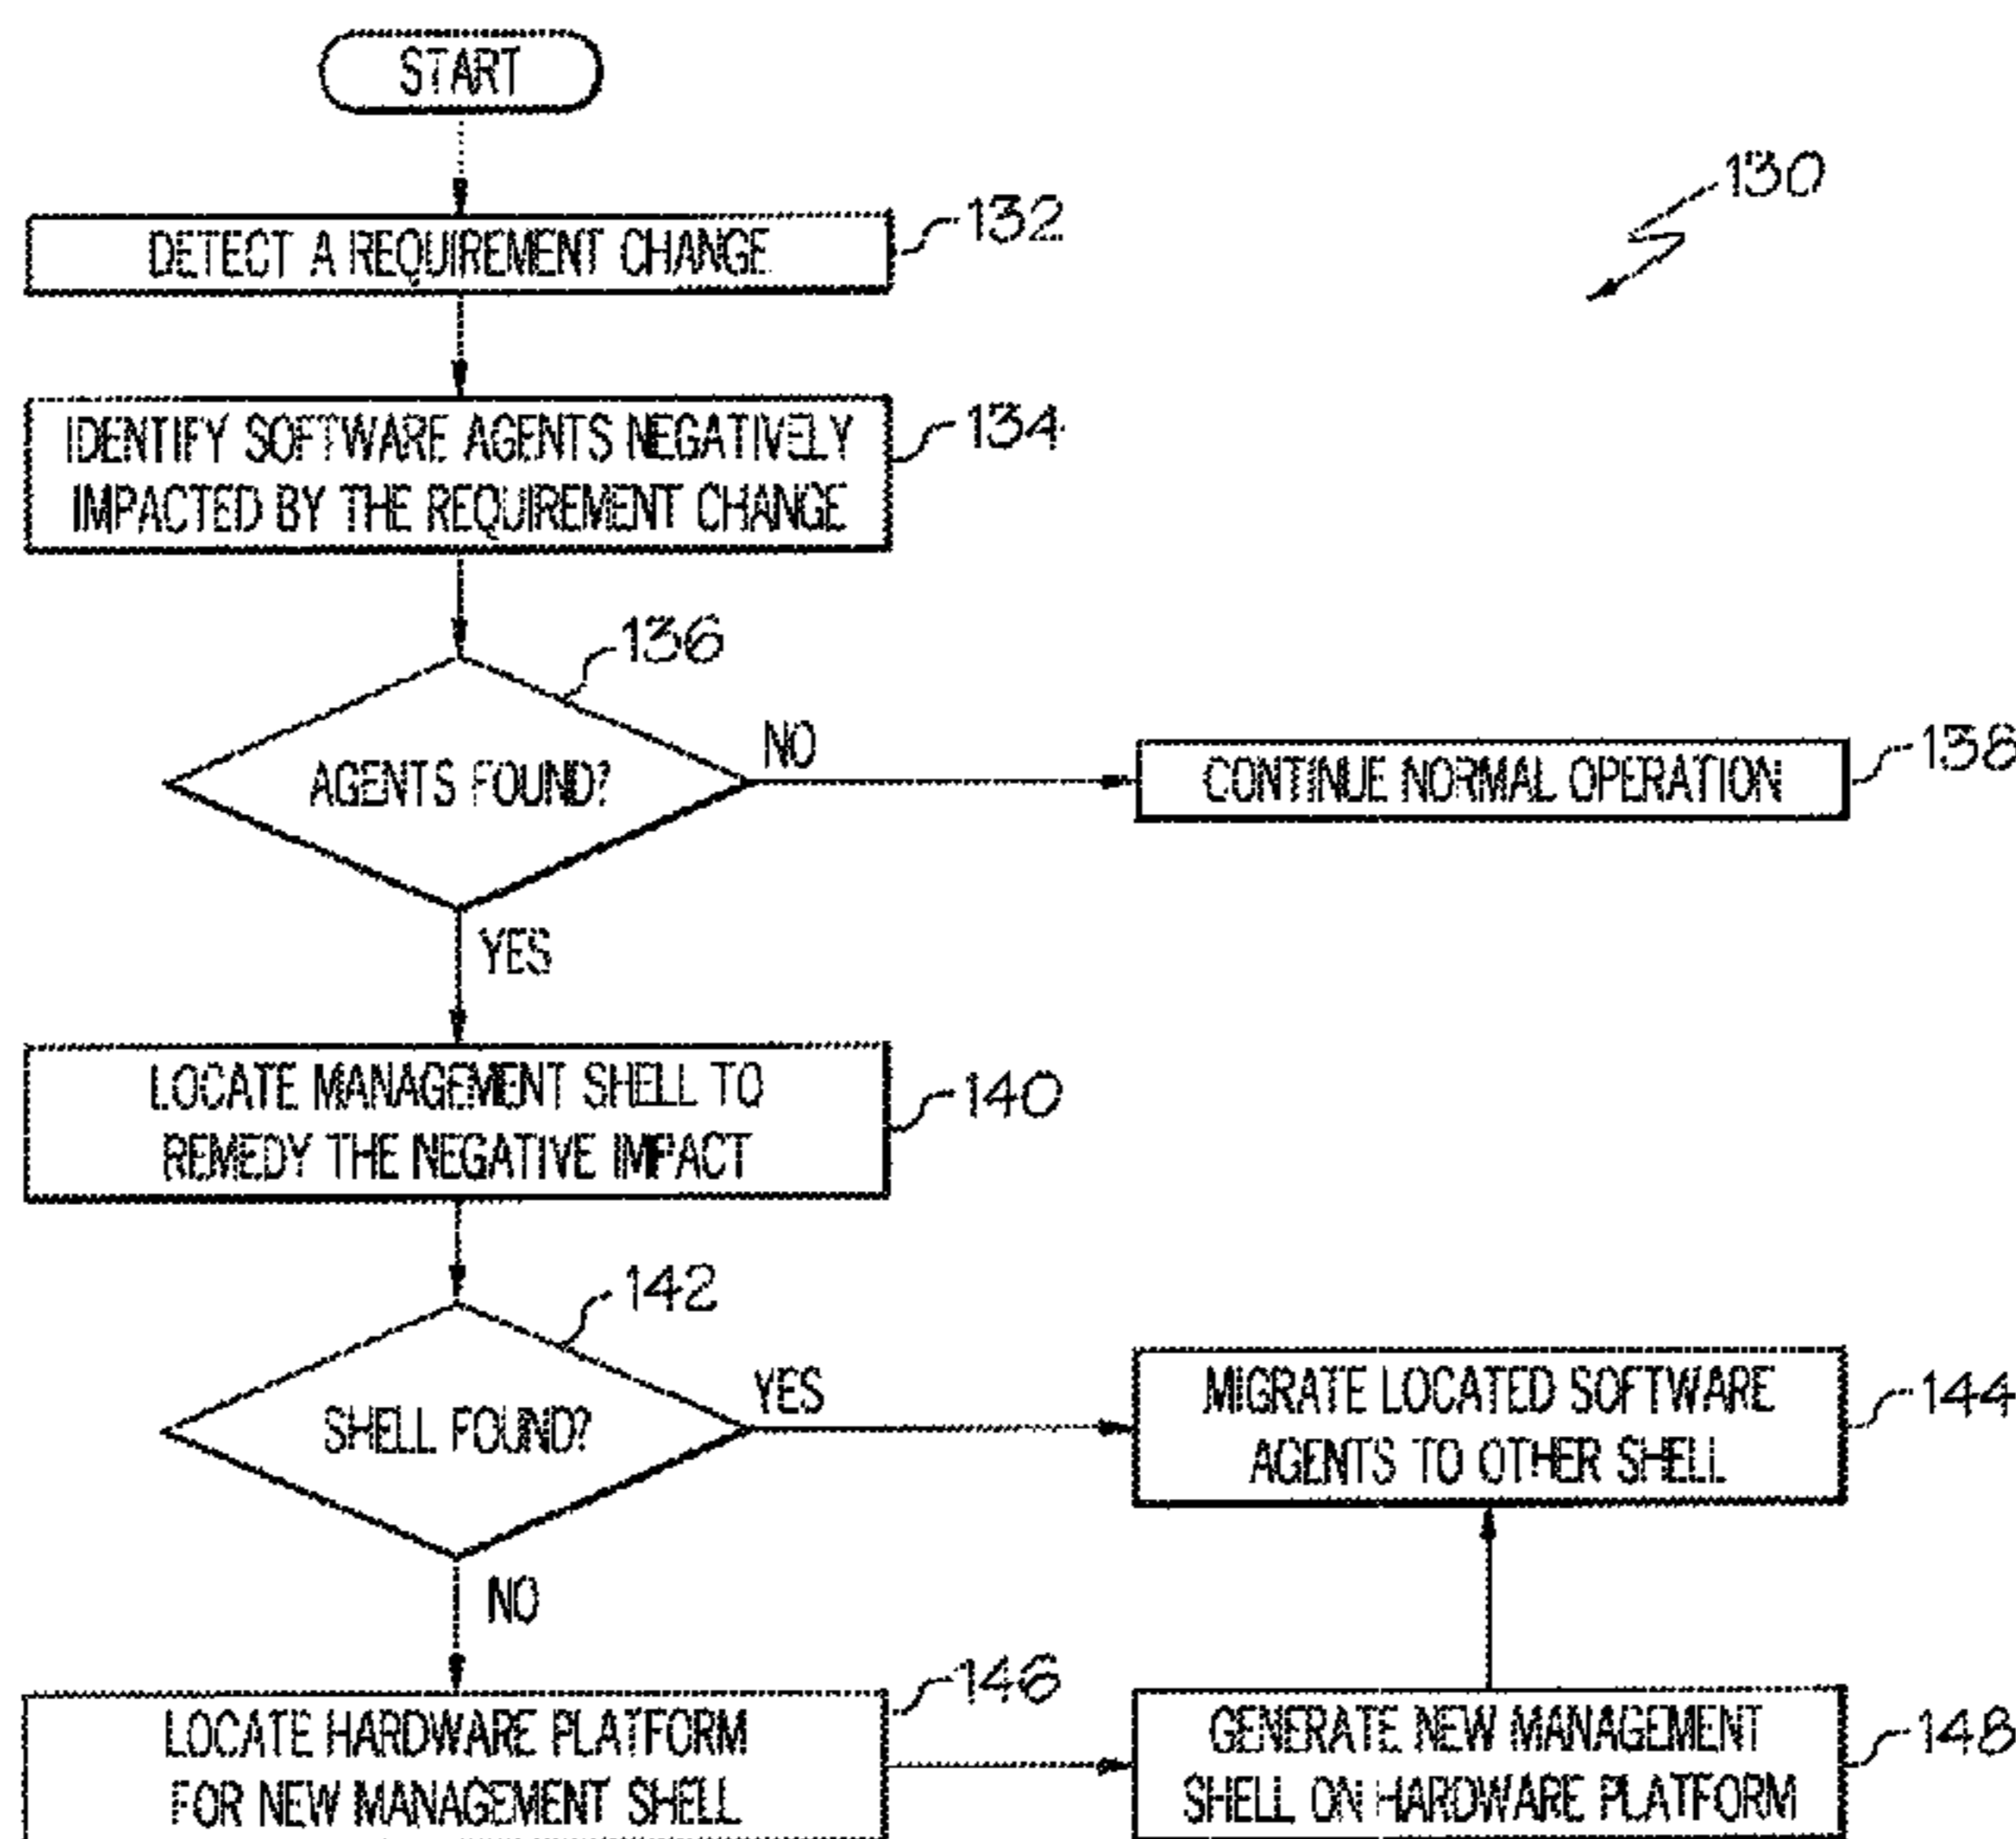 START
130
DETECT A REQUIREMENT CHANGE
132
IDENTIFY SOFTWARE AGENTS NEGATIVELY
IMPACTED BY THE REQUIREMENT CHANGE
134
136
AGENTS FOUND?
NO
CONTINUE NORMAL OPERATION
138
YES
LOCATE MANAGEMENT SHELL TO
REMEDY THE NEGATIVE IMPACT
140
142
SHELL FOUND?
YES
MIGRATE LOCATED SOFTWARE
AGENTS TO OTHER SHELL
144
NO
LOCATE HARDWARE PLATFORM
FOR NEW MANAGEMENT SHELL
146
GENERATE NEW MANAGEMENT
SHELL ON HARDWARE PLATFORM
148